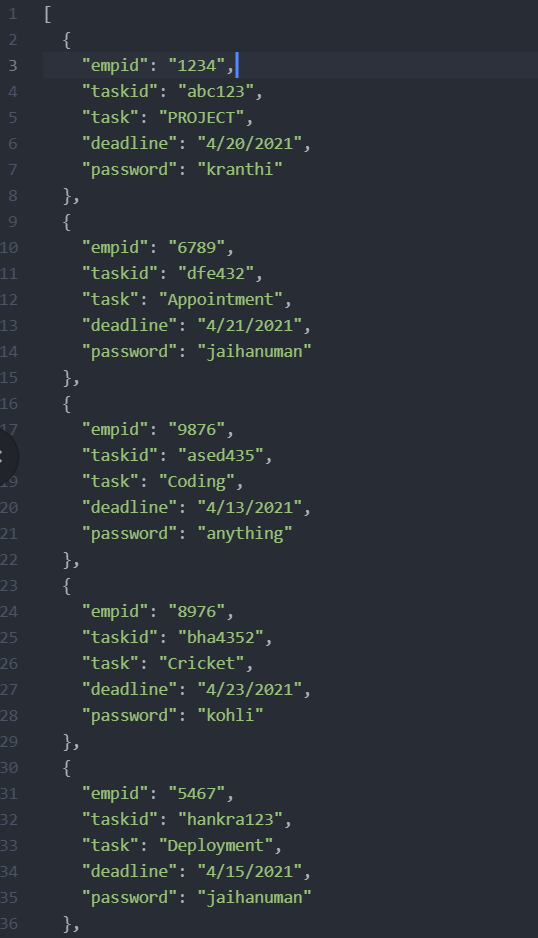 1 [
2 {
3 "empid": "1234",
4 "taskid": "abc123",
5 "task": "PROJECT",
6 "deadline": "4/20/2021",
7 "password": "kranthi"
8 },
9 {
10 "empid": "6789",
11 "taskid": "dfe432",
12 "task": "Appointment",
13 "deadline": "4/21/2021",
14 "password": "jaihanuman"
15 },
16 {
17 "empid": "9876",
"taskid": "ased435",
19 "task": "Coding",
20 "deadline": "4/13/2021",
21 "password": "anything"
22 },
23 {
24 "empid": "8976",
25 "taskid": "bha4352",
26 "task": "Cricket",
27 "deadline": "4/23/2021",
28 "password": "kohli"
29 },
30 {
31 "empid": "5467",
32 "taskid": "hankra123",
33 "task": "Deployment",
34 "deadline": "4/15/2021",
35 "password": "jaihanuman"
36 },